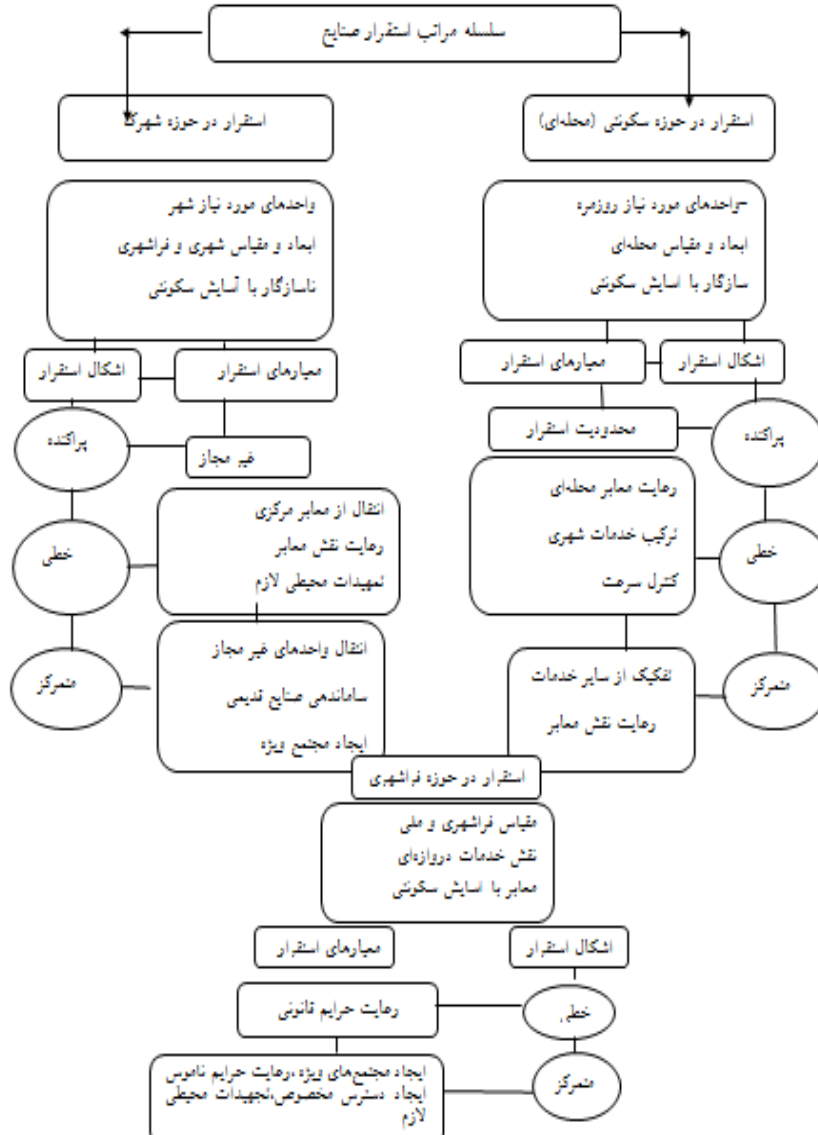 سلسله مراتب استقرار صنایع
استقرار در حوزه سکونتی (محله‌ای)
استقرار در حوزه شهرک
-واحدهای مورد نیاز روزمره
ابعاد و مقیاس محله‌ای
سازگار با اسایش سکونتی
واحدهای مورد نیاز شهر
ابعاد و مقیاس شهری و فراشهری
ناسازگار با آسایش سکونتی
اشکال استقرار
معیارهای استقرار
معیارهای استقرار
اشکال استقرار
پراکنده
محدودیت استقرار
غیر مجاز
پراکنده
خطی
رعایت معابر محله‌ای
ترکیب خدمات شهری
کنترل سرعت
انتقال از معابر مرکزی
رعایت نقش معابر
تمهیدات محیطی لازم
خطی
متمرکز
تفکیک از سایر خدمات
رعایت نقش معابر
انتقال واحدهای غیر مجاز
ساماندهی صنایع قدیمی
ایجاد مجتمع ویژه
متمرکز
استقرار در حوزه فراشهری
مقیاس فراشهری و ملی
نقش خدمات دروازه‌ای
معابر با اسایش سکونتی
اشکال استقرار
معیارهای استقرار
خطی
رعایت حرایم قانونی
متمرکز
ایجاد مجتمع‌های ویژه ،رعایت حرایم ناموس
ایجاد دسترس مخصوص،تجهیدات محیطی
لازم